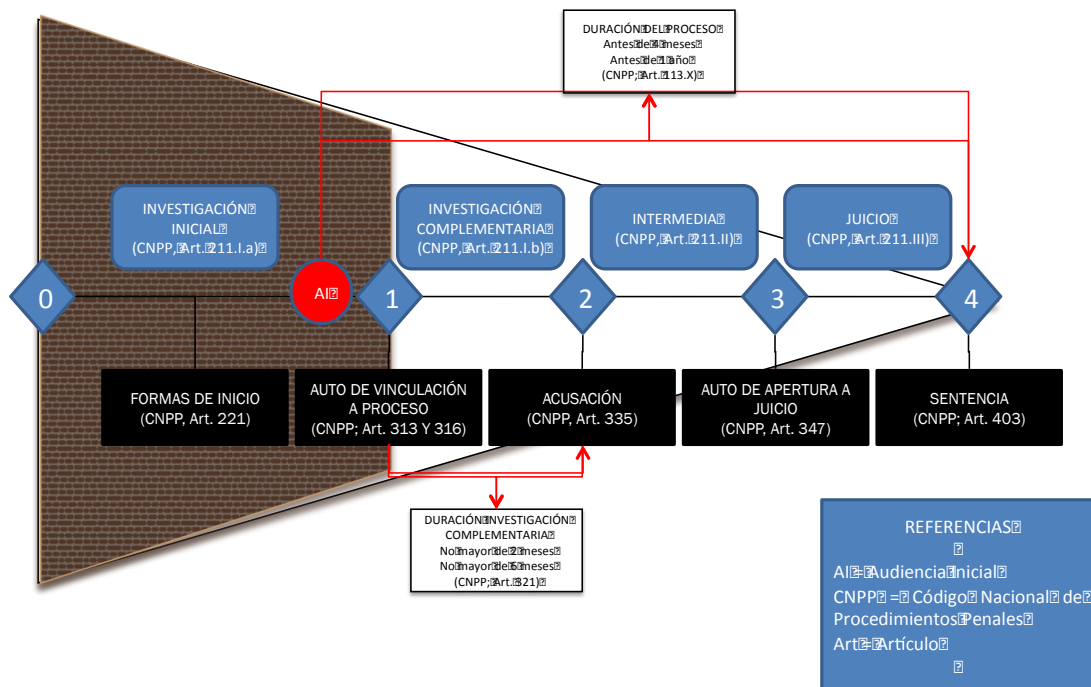 DURACIÓN DEL PROCESO
Antes de 4 meses
Antes de 1 año
(CNPP; Art. 113.X)
INVESTIGACIÓN
INICIAL
(CNPP, Art. 211.I.a)
INVESTIGACIÓN
COMPLEMENTARIA
(CNPP, Art. 211.I.b)
INTERMEDIA
(CNPP, Art. 211.II)
JUICIO
(CNPP, Art. 211.III)
0
AI
1
2
3
4
FORMAS DE INICIO
(CNPP, Art. 221)
AUTO DE VINCULACIÓN
A PROCESO
(CNPP; Art. 313 Y 316)
ACUSACIÓN
(CNPP, Art. 335)
AUTO DE APERTURA A
JUICIO
(CNPP, Art. 347)
SENTENCIA
(CNPP; Art. 403)
DURACIÓN INVESTIGACIÓN
COMPLEMENTARIA
No mayor de 2 meses
No mayor de 6 meses
(CNPP; Art. 321)
REFERENCIAS
AI = Audiencia Inicial
CNPP = Código Nacional de
Procedimientos Penales
Art = Artículo